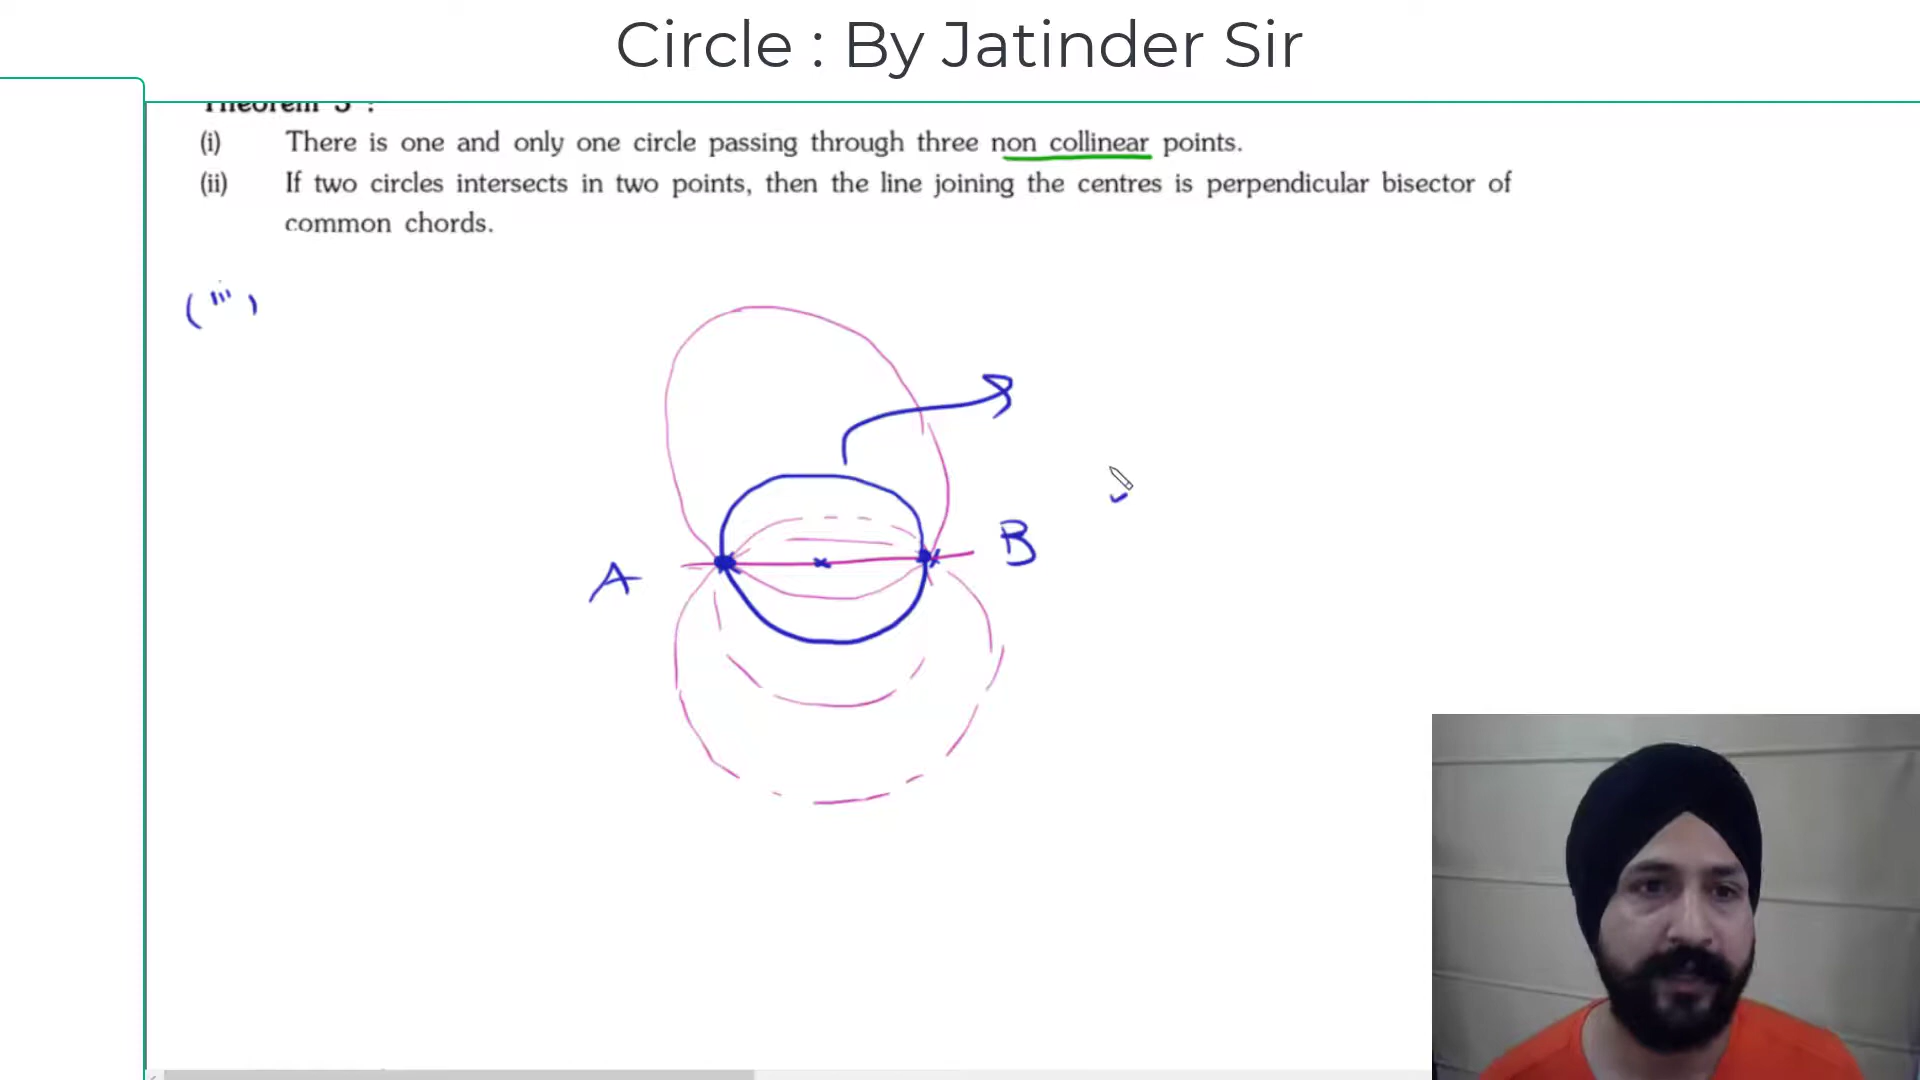 Circle : By Jatinder Sir
Theorem 3 :
(i) There is one and only one circle passing through three non collinear points.
(ii) If two circles intersects in two points, then the line joining the centres is perpendicular bisector of
common chords.
(iii)
B
A